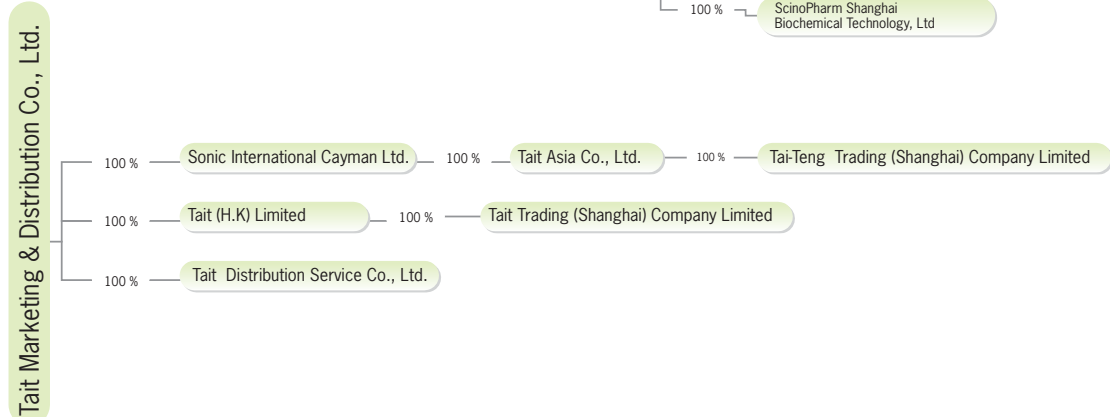 100 %
ScinoPharm Shanghai
Biochemical Technology, Ltd
Tait Marketing & Distribution Co., Ltd.
100 %
Sonic International Cayman Ltd.
100 %
Tait Asia Co., Ltd.
100 %
Tai-Teng Trading (Shanghai) Company Limited
100 %
Tait (H.K) Limited
100 %
Tait Trading (Shanghai) Company Limited
100 %
Tait Distribution Service Co., Ltd.